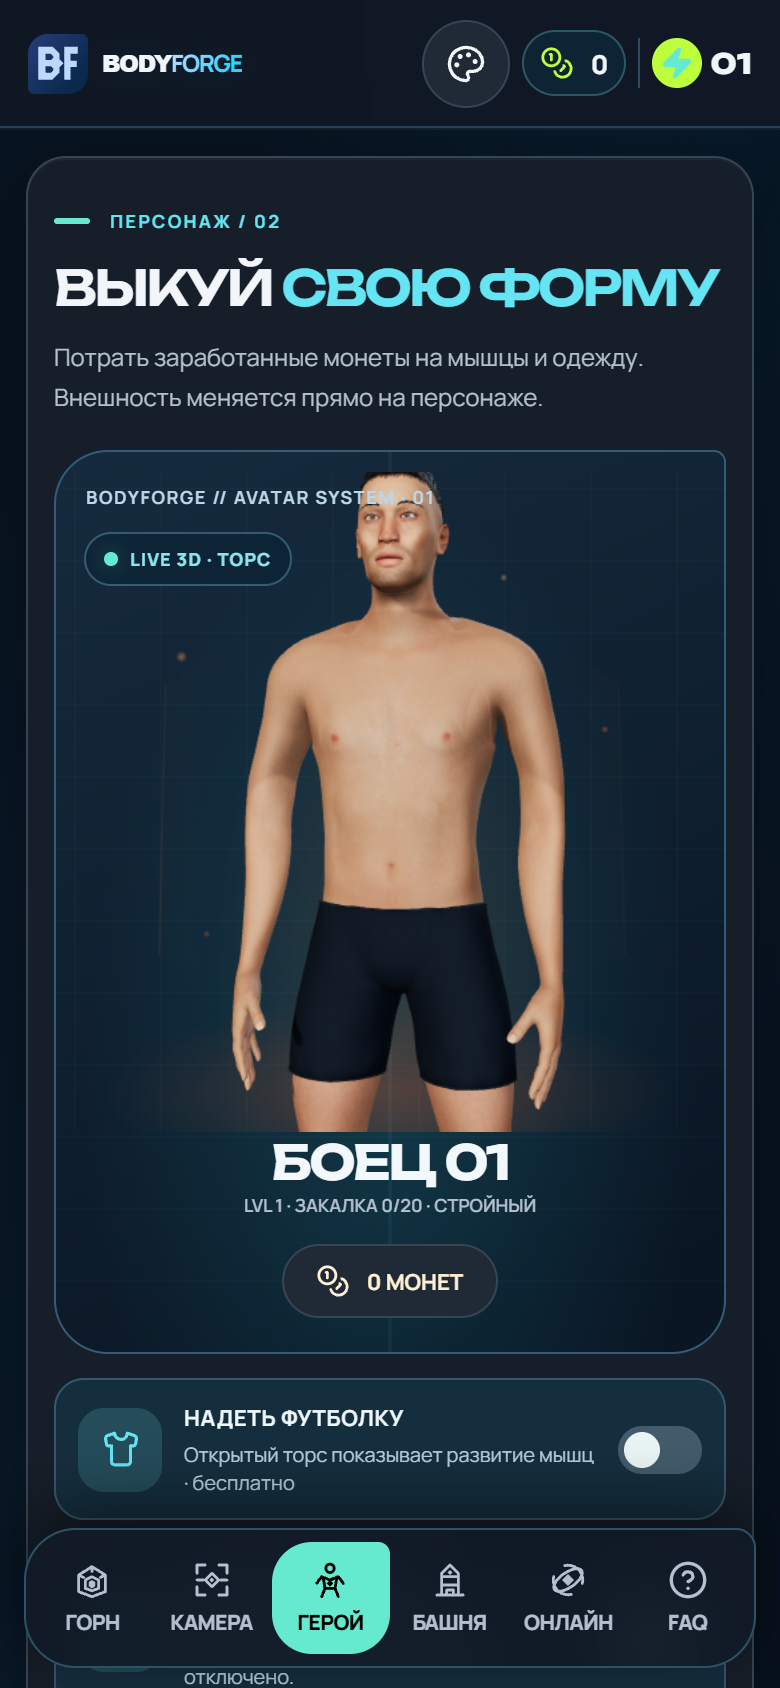 BF BODYFORGE
0
01
ПЕРСОНАЖ / 02
ВЫКУЙ СВОЮ ФОРМУ
Потрать заработанные монеты на мышцы и одежду.
Внешность меняется прямо на персонаже.
BODYFORGE // AVATAR SYSTEM · 01
LIVE 3D · ТОРС
БОЕЦ 01
LVL 1 · ЗАКАЛКА 0/20 · СТРОЙНЫЙ
0 МОНЕТ
НАДЕТЬ ФУТБОЛКУ
Открытый торс показывает развитие мышц
· бесплатно
ГОРН КАМЕРА ГЕРОЙ БАШНЯ ОНЛАЙН FAQ
отключено.